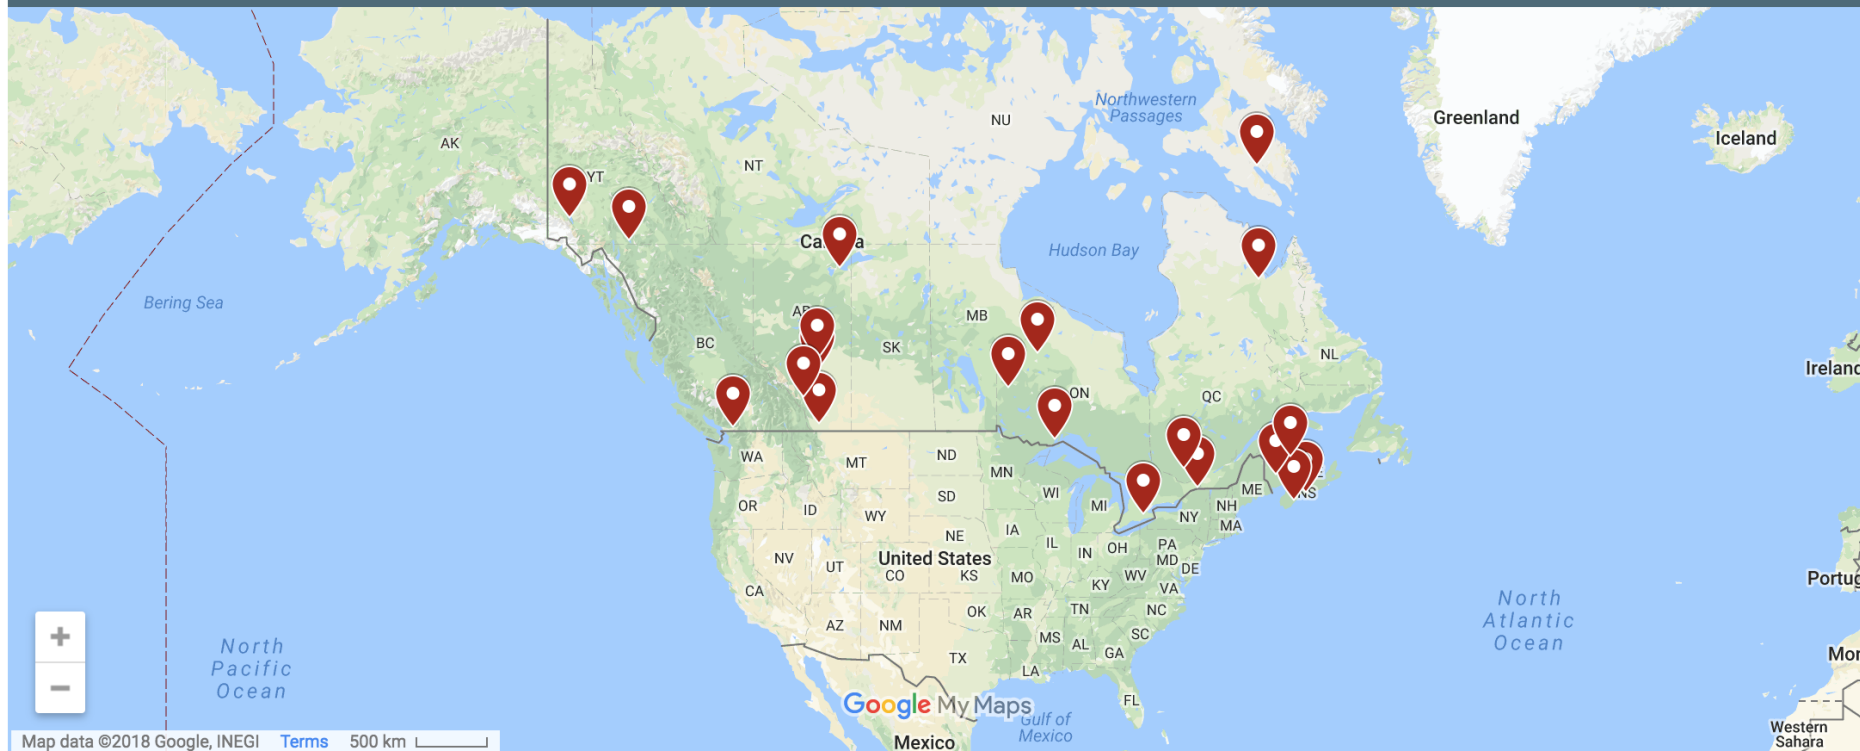 Northwestern
Passages
NU
Greenland
Iceland
AK
NT
YT
Hudson Bay
Bering Sea
MB
BC
SK
NL
Ireland
ON
QC
WA
MT
ND
MN
ME
NS
OR
ID
SD
WI
MI
NH
WY
NY
MA
NE
IA
IL
IN
OH
PA
MD
DE
NV
UT
United States
CO
KS
MO
KY
WV
VA
CA
OK
AR
TN
NC
AZ
NM
MS
AL
SC
GA
TX
LA
FL
North
Pacific
Ocean
North
Atlantic
Ocean
Portug
Mor
Google My Maps
Gulf of
Mexico
Western
Sahara
Mexico
+
−
Map data ©2018 Google, INEGI Terms 500 km